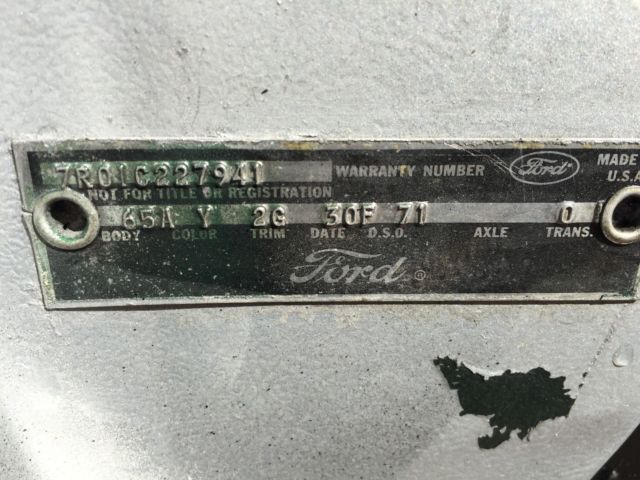 7R01C227941 WARRANTY NUMBER Ford MADE
NOT FOR TITLE OR REGISTRATION U.S.A
65A Y 2G 30F 71 0
BODY COLOR TRIM DATE D.S.O. AXLE TRANS.
Ford ®